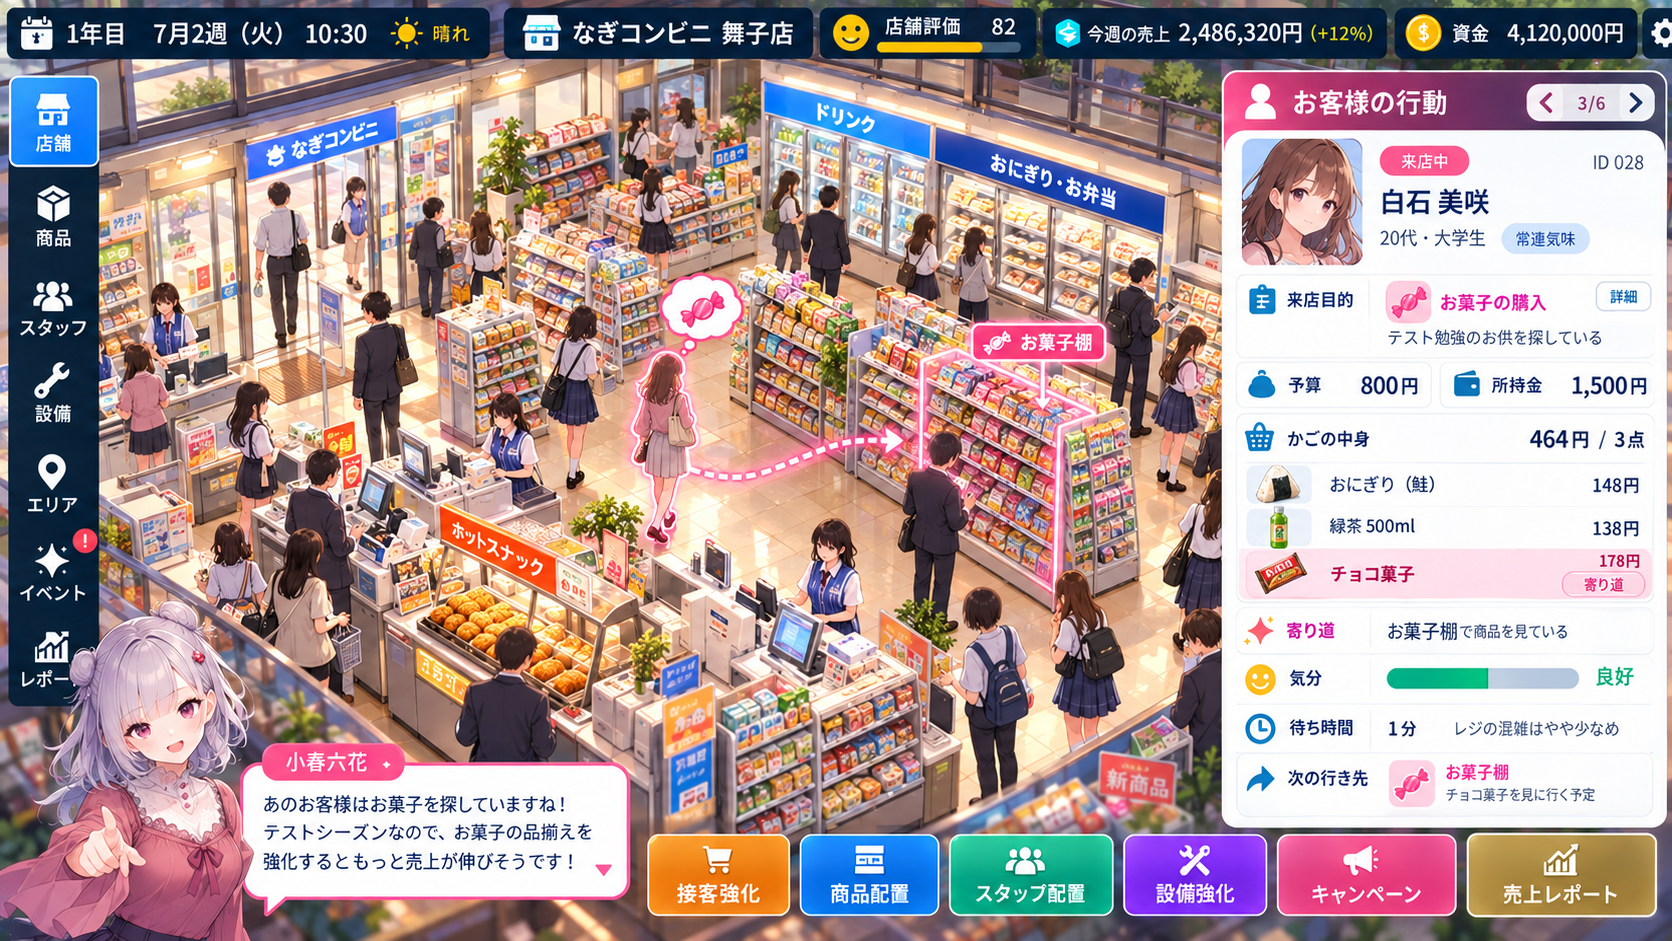 1年目 7月2週（火） 10:30 晴れ
なぎコンビニ 舞子店
店舗評価 82
今週の売上 2,486,320円 (+12%)
資金 4,120,000円
店舗
商品
スタッフ
設備
エリア
!
イベント
レポー
なぎコンビニ
ドリンク
おにぎり・お弁当
お菓子棚
ホットスナック
新商品
お客様の行動
3/6
来店中
ID 028
白石 美咲
20代・大学生
常連気味
来店目的
お菓子の購入
詳細
テスト勉強のお供を探している
予算 800円
所持金 1,500円
かごの中身 464円 / 3点
おにぎり（鮭） 148円
緑茶 500ml 138円
チョコ菓子 178円
寄り道
寄り道 お菓子棚で商品を見ている
気分 良好
待ち時間 1分 レジの混雑はやや少なめ
次の行き先 お菓子棚
チョコ菓子を見に行く予定
小春六花
あのお客様はお菓子を探していますね！
テストシーズンなので、お菓子の品揃えを
強化するともっと売上が伸びそうです！
接客強化
商品配置
スタップ配置
設備強化
キャンペーン
売上レポート